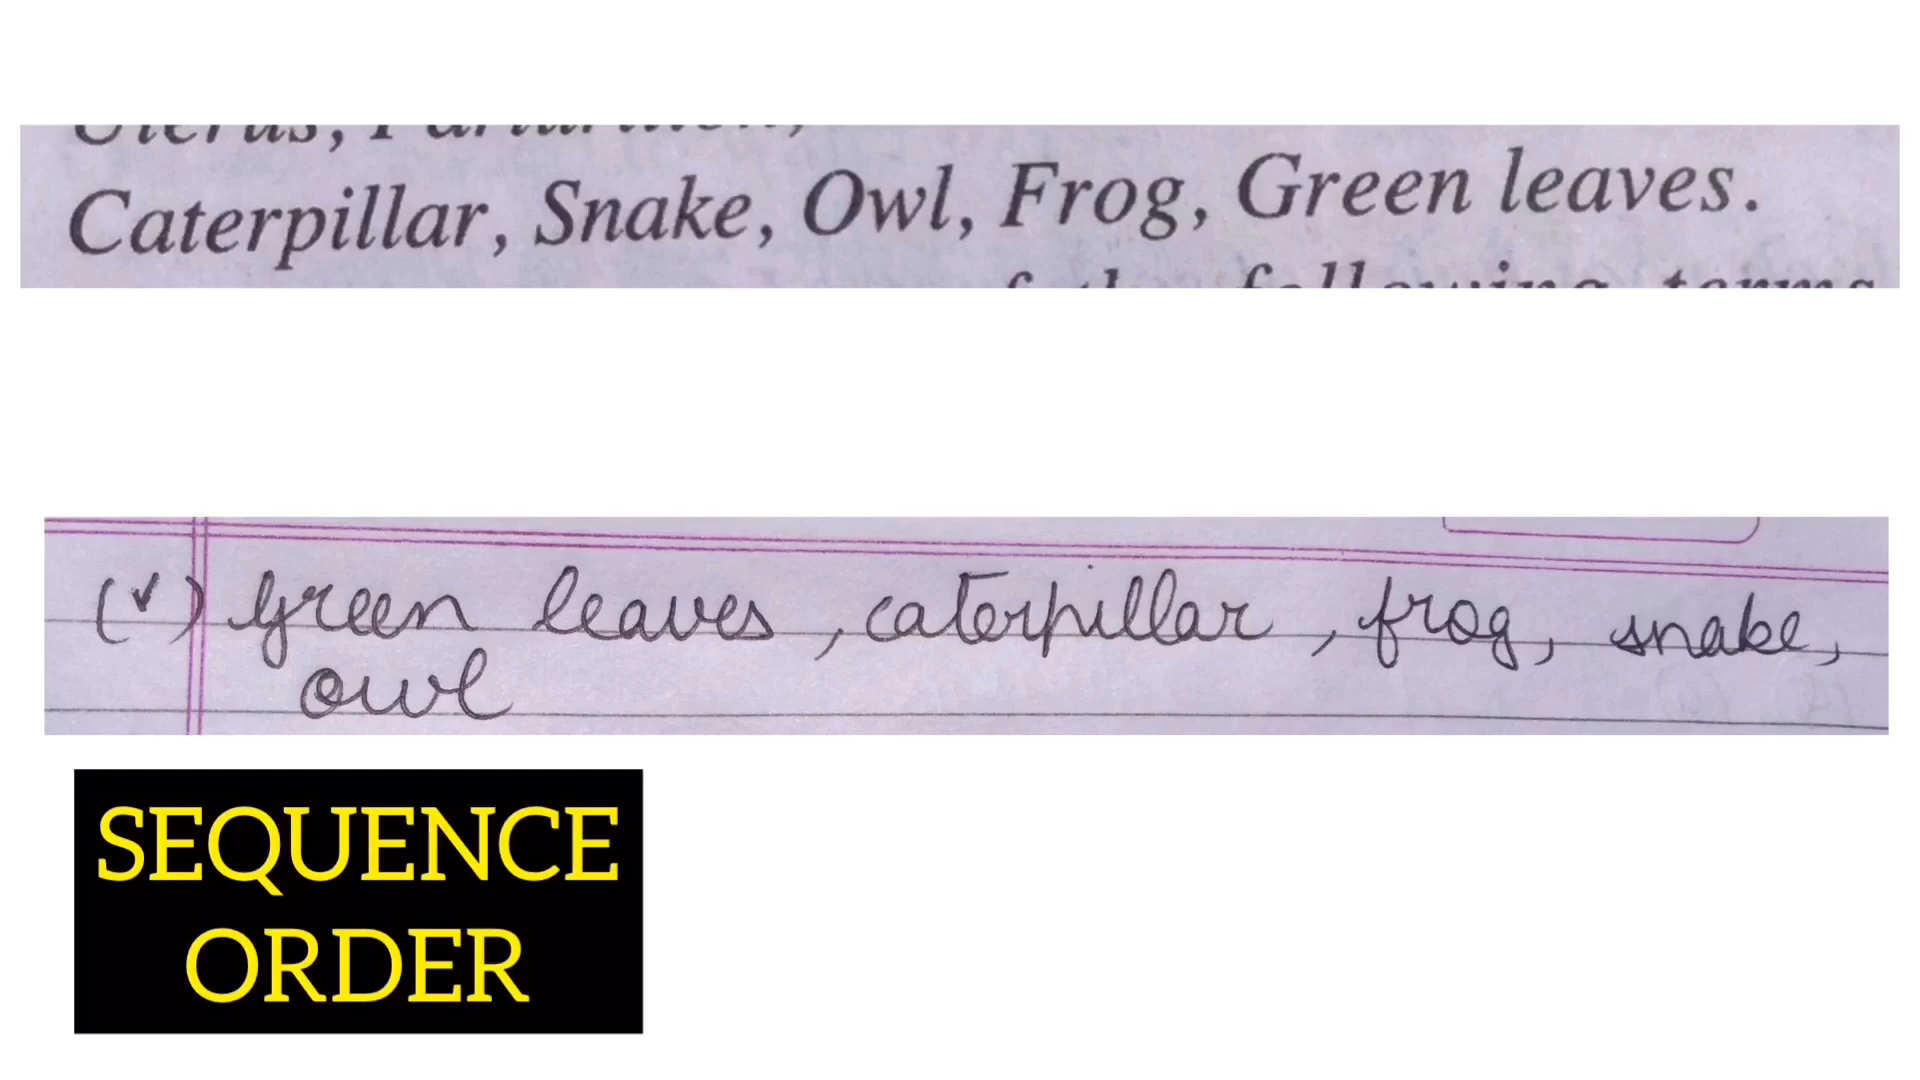 Caterpillar, Snake, Owl, Frog, Green leaves.
(v) Green leaves, caterpillar, frog, snake,
owl
SEQUENCE
ORDER